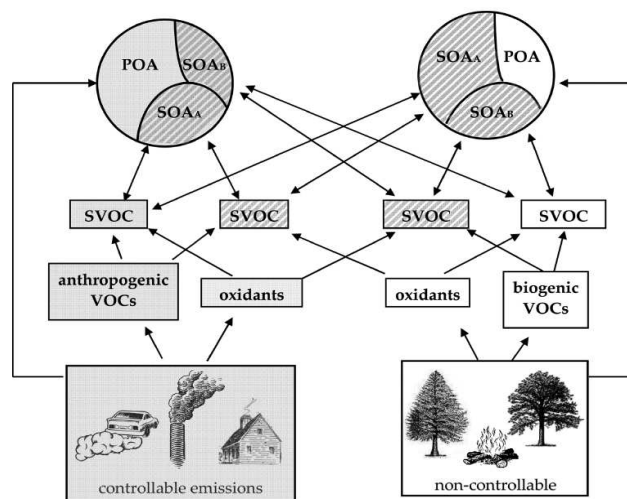 POA
SOAB
SOAA
SOAA
POA
SOAB
SVOC
SVOC
SVOC
SVOC
anthropogenic
VOCs
oxidants
oxidants
biogenic
VOCs
controllable emissions
non-controllable